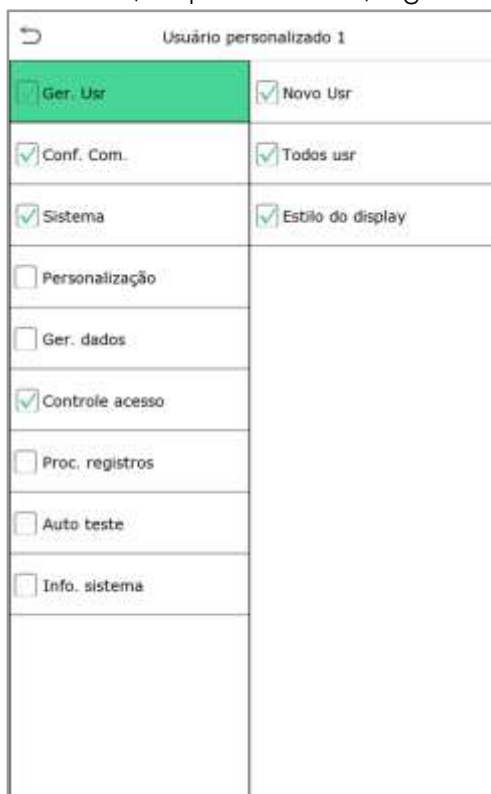 Usuário personalizado 1
Ger. Usr
Novo Usr
Conf. Com.
Todos usr
Sistema
Estilo do display
Personalização
Ger. dados
Controle acesso
Proc. registros
Auto teste
Info. sistema